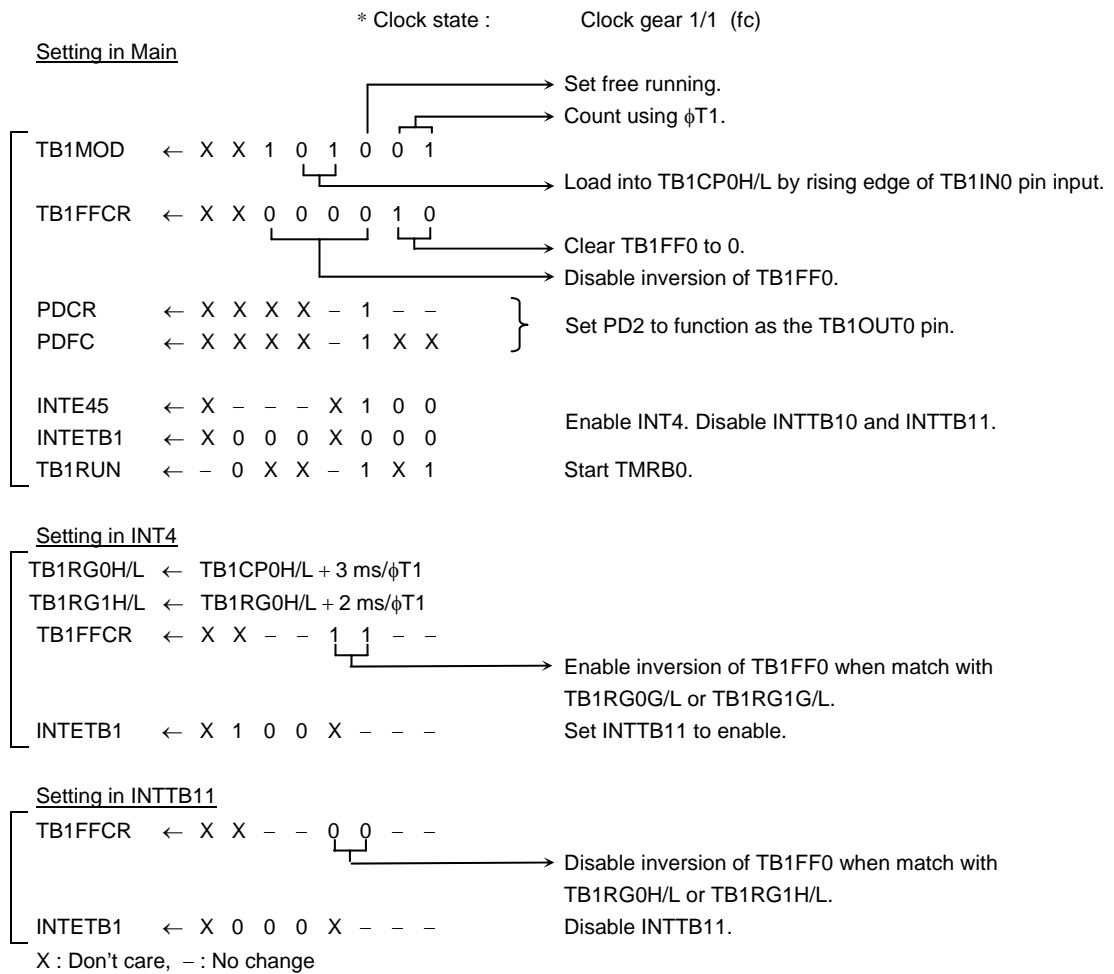 * Clock state : Clock gear 1/1 (fc)
Setting in Main
Set free running.
Count using φT1.
TB1MOD ← X X 1 0 1 0 0 1
Load into TB1CP0H/L by rising edge of TB1IN0 pin input.
TB1FFCR ← X X 0 0 0 0 1 0
Clear TB1FF0 to 0.
Disable inversion of TB1FF0.
PDCR ← X X X X – 1 – –
Set PD2 to function as the TB1OUT0 pin.
PDFC ← X X X X – 1 X X
INTE45 ← X – – – X 1 0 0
Enable INT4. Disable INTTB10 and INTTB11.
INTETB1 ← X 0 0 0 X 0 0 0
TB1RUN ← – 0 X X – 1 X 1 Start TMRB0.
Setting in INT4
TB1RG0H/L ← TB1CP0H/L + 3 ms/φT1
TB1RG1H/L ← TB1RG0H/L + 2 ms/φT1
TB1FFCR ← X X – – 1 1 – –
Enable inversion of TB1FF0 when match with
TB1RG0G/L or TB1RG1G/L.
INTETB1 ← X 1 0 0 X – – – Set INTTB11 to enable.
Setting in INTTB11
TB1FFCR ← X X – – 0 0 – –
Disable inversion of TB1FF0 when match with
TB1RG0H/L or TB1RG1H/L.
INTETB1 ← X 0 0 0 X – – – Disable INTTB11.
X : Don't care, – : No change